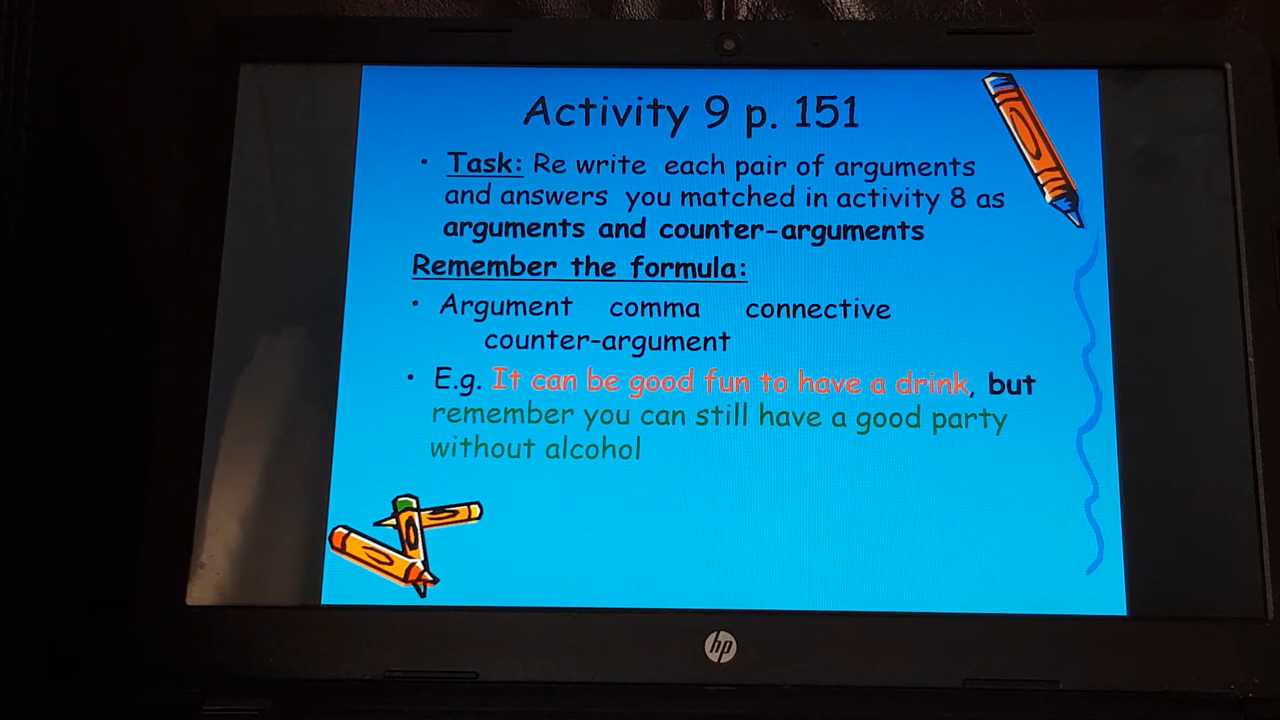 Activity 9 p. 151
• Task: Re write each pair of arguments
and answers you matched in activity 8 as
arguments and counter-arguments
Remember the formula:
• Argument comma connective
counter-argument
• E.g. It can be good fun to have a drink, but
remember you can still have a good party
without alcohol
hp